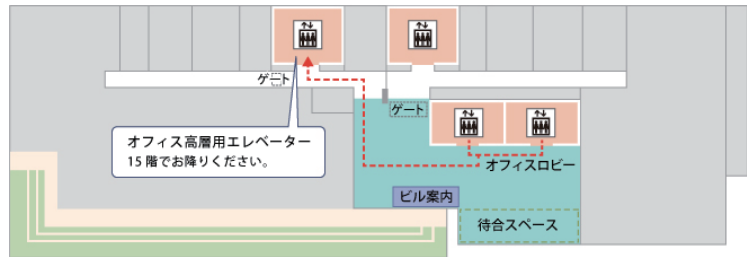 ゲート
ゲート
オフィス高層用エレベーター
15 階でお降りください。
オフィスロビー
ビル案内
待合スペース